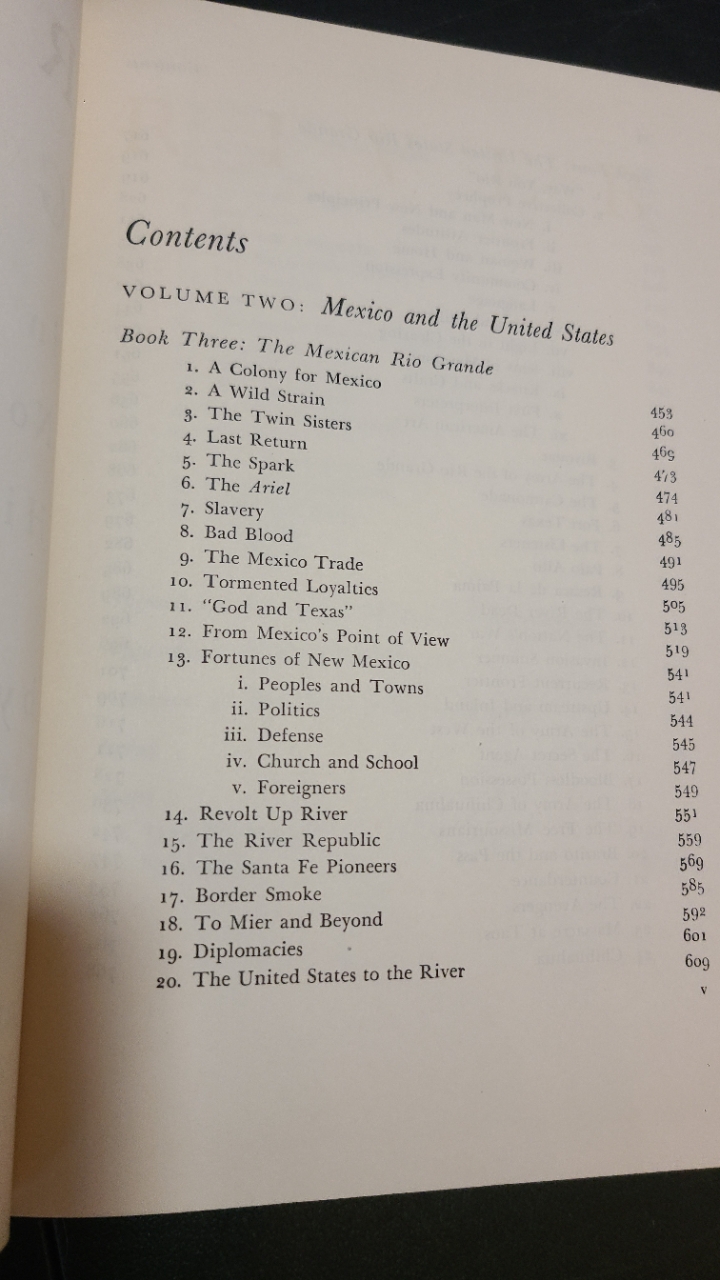 Contents
VOLUME TWO: Mexico and the United States
Book Three: The Mexican Rio Grande
1. A Colony for Mexico 453
2. A Wild Strain 460
3. The Twin Sisters 469
4. Last Return 473
5. The Spark 474
6. The Ariel 481
7. Slavery 485
8. Bad Blood 491
9. The Mexico Trade 495
10. Tormented Loyalties 505
11. "God and Texas" 513
12. From Mexico's Point of View 519
13. Fortunes of New Mexico 541
i. Peoples and Towns 541
ii. Politics 544
iii. Defense 545
iv. Church and School 547
v. Foreigners 549
14. Revolt Up River 551
15. The River Republic 559
16. The Santa Fe Pioneers 569
17. Border Smoke 585
18. To Mier and Beyond 592
19. Diplomacies 601
20. The United States to the River 609
v